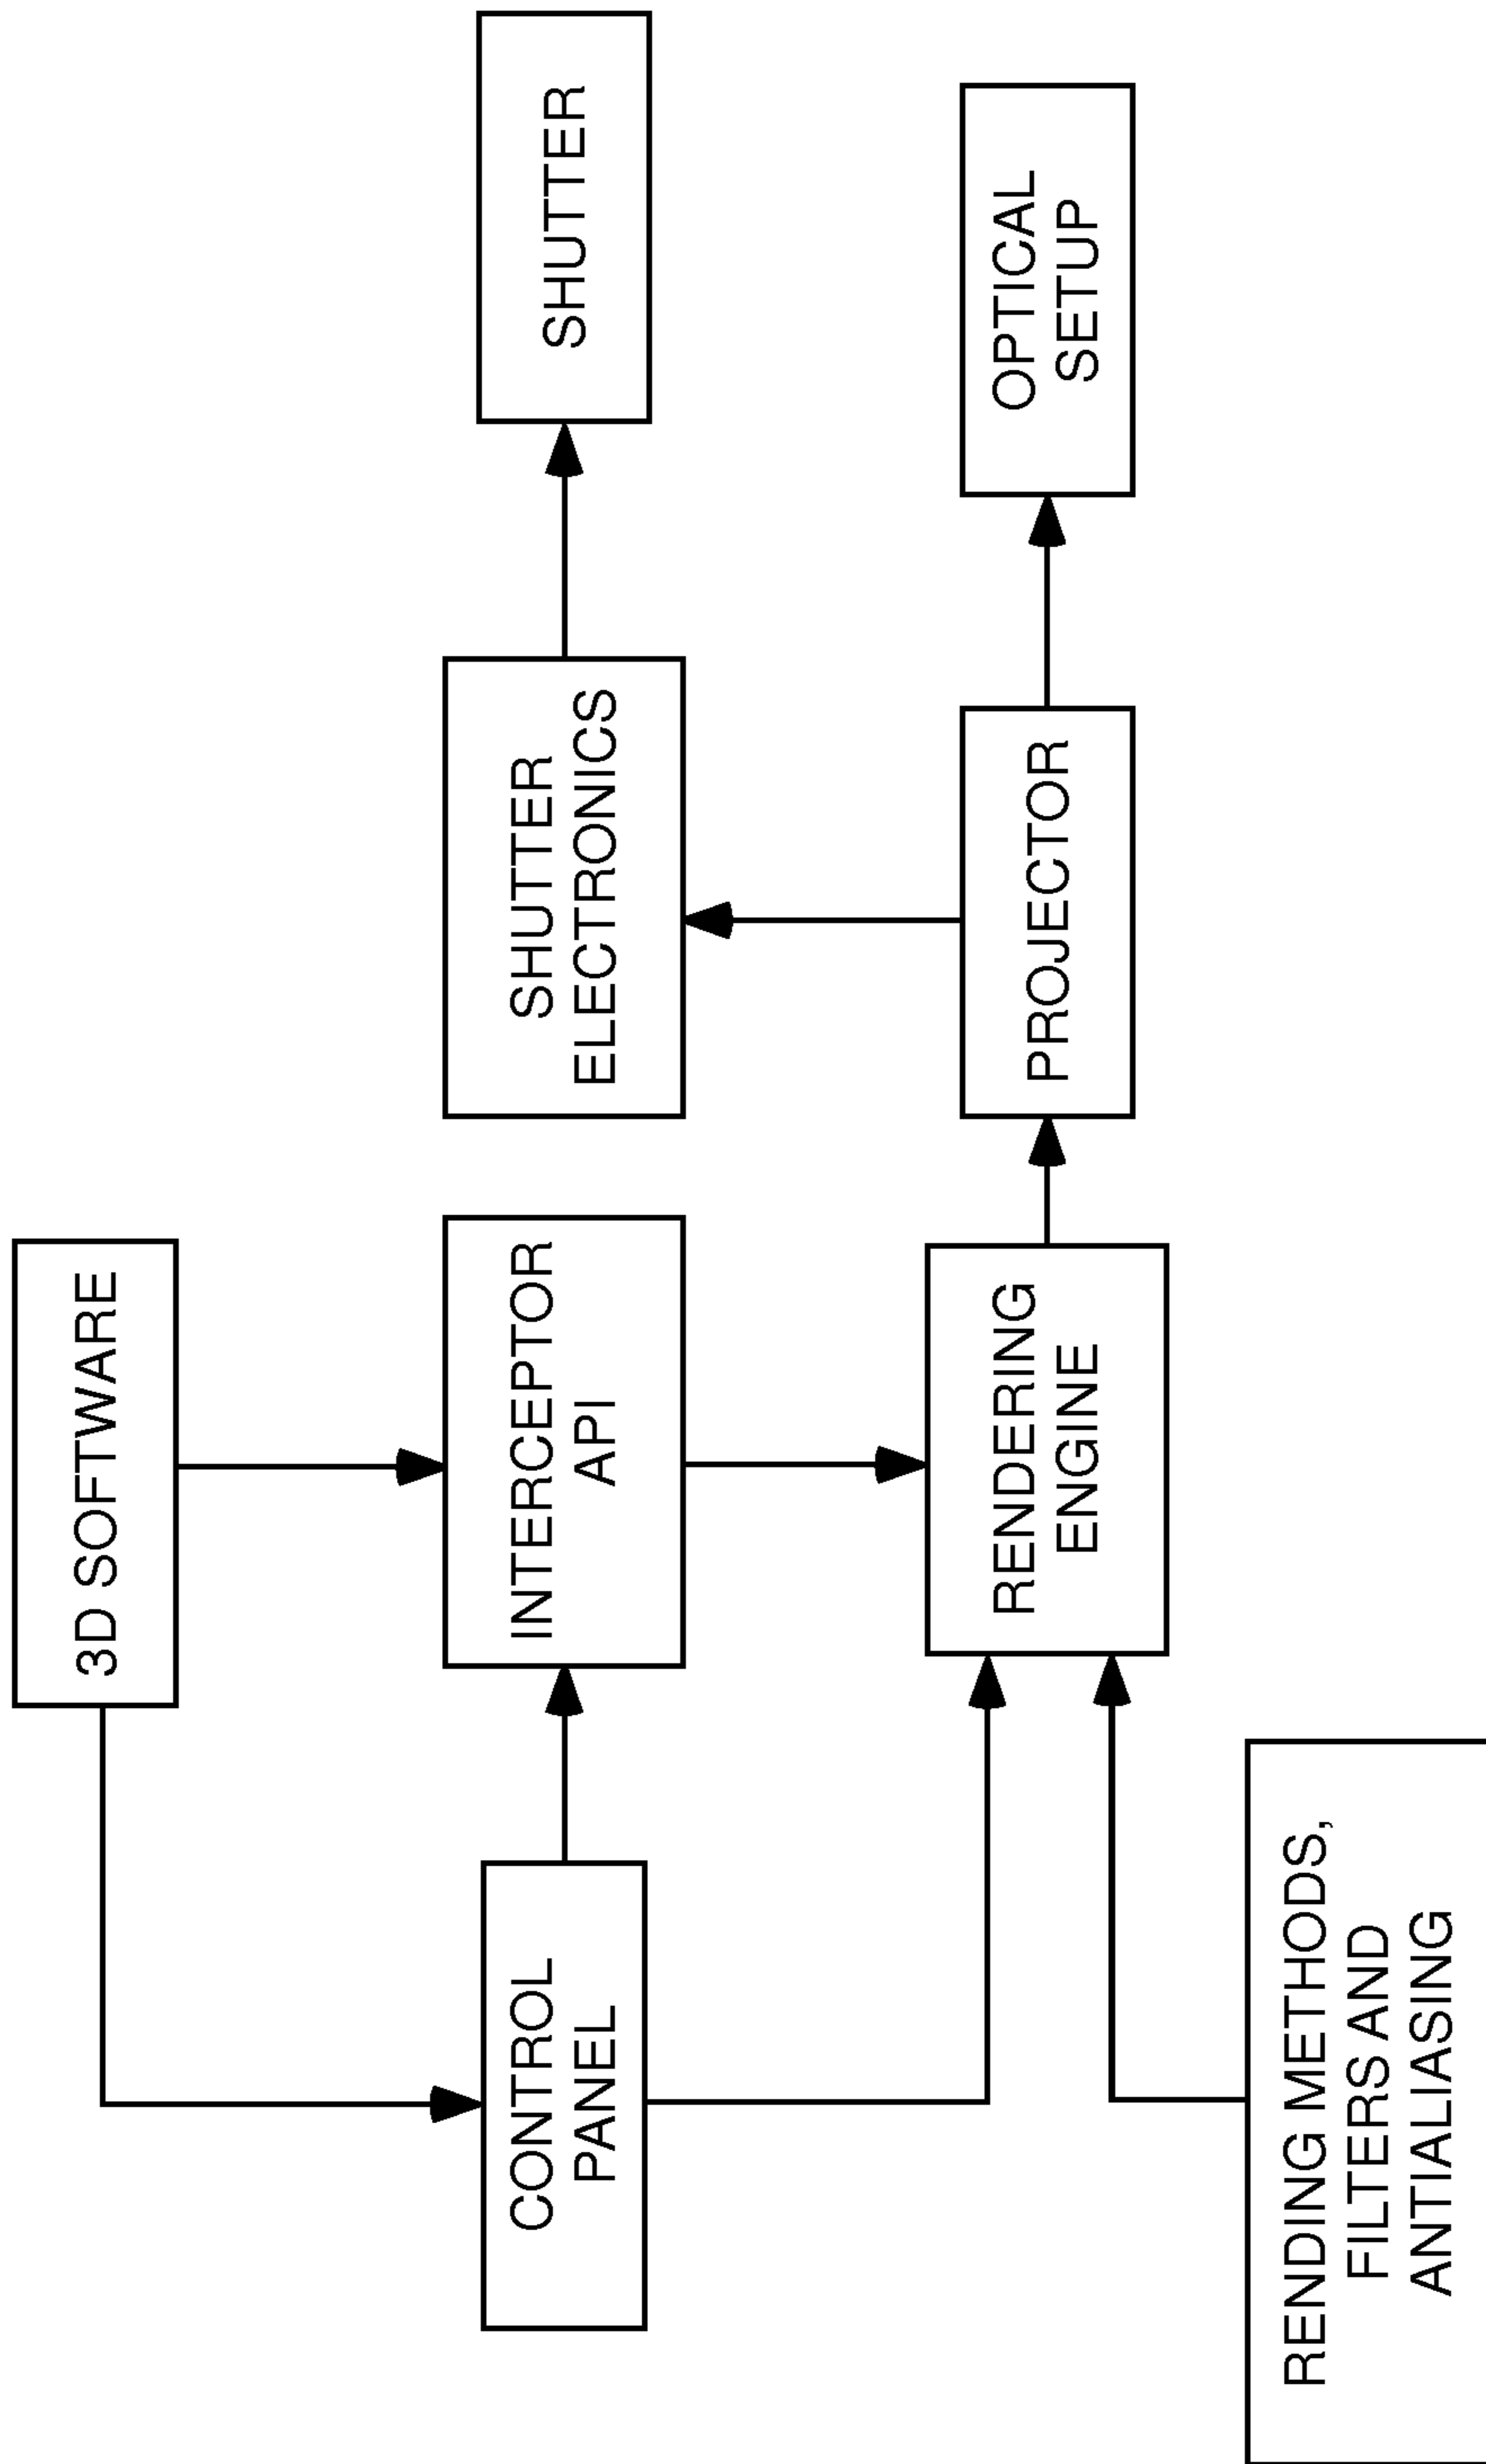 3D SOFTWARE
CONTROL
PANEL
INTERCEPTOR
API
SHUTTER
ELECTRONICS
SHUTTER
RENDERING
ENGINE
PROJECTOR
OPTICAL
SETUP
RENDING METHODS,
FILTERS AND
ANTIALIASING